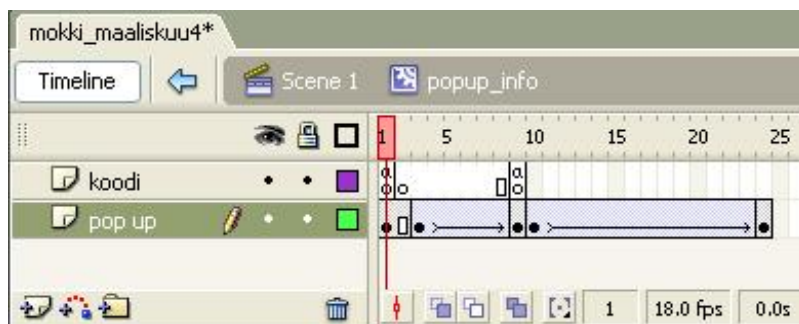 mokki_maaliskuu4*
Timeline Scene 1 popup_info
1 5 10 15 20 25
koodi a a
pop up
1 18.0 fps 0.0s